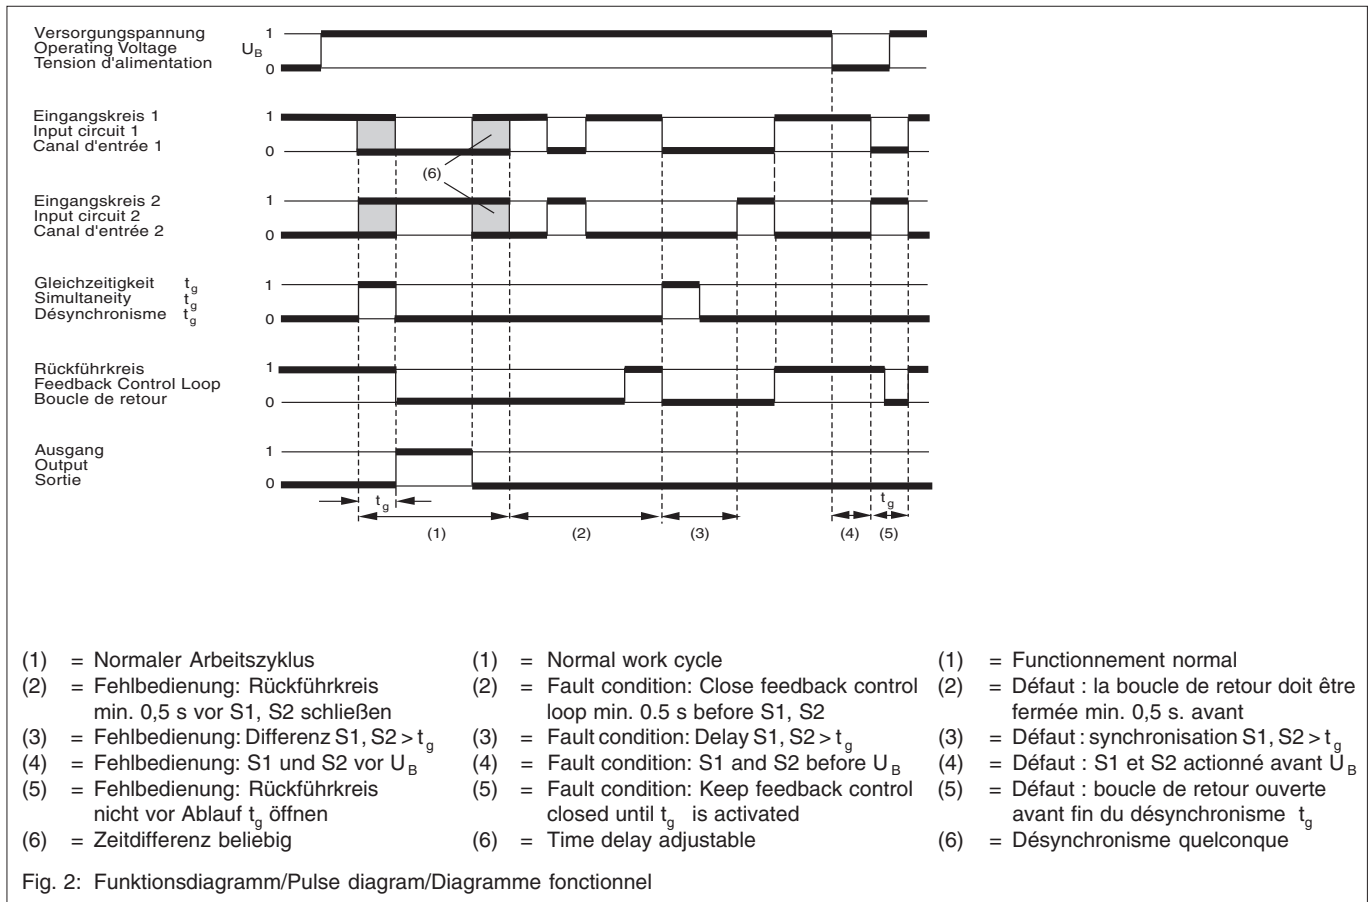 Versorgungspannung
Operating Voltage
Tension d'alimentation
U_B
1
0
Eingangskreis 1
Input circuit 1
Canal d'entrée 1
1
0
(6)
Eingangskreis 2
Input circuit 2
Canal d'entrée 2
1
0
Gleichzeitigkeit t_g
Simultaneity t_g
Désynchronisme t_g
1
0
Rückführkreis
Feedback Control Loop
Boucle de retour
1
0
Ausgang
Output
Sortie
1
0
t_g
t_g
(1) (2) (3) (4) (5)
(1) = Normaler Arbeitszyklus
(2) = Fehlbedienung: Rückführkreis
min. 0,5 s vor S1, S2 schließen
(3) = Fehlbedienung: Differenz S1, S2 > t_g
(4) = Fehlbedienung: S1 und S2 vor U_B
(5) = Fehlbedienung: Rückführkreis
nicht vor Ablauf t_g öffnen
(6) = Zeitdifferenz beliebig
(1) = Normal work cycle
(2) = Fault condition: Close feedback control
loop min. 0.5 s before S1, S2
(3) = Fault condition: Delay S1, S2 > t_g
(4) = Fault condition: S1 and S2 before U_B
(5) = Fault condition: Keep feedback control
closed until t_g is activated
(6) = Time delay adjustable
(1) = Functionnement normal
(2) = Défaut : la boucle de retour doit être
fermée min. 0,5 s. avant
(3) = Défaut : synchronisation S1, S2 > t_g
(4) = Défaut : S1 et S2 actionné avant U_B
(5) = Défaut : boucle de retour ouverte
avant fin du désynchronisme t_g
(6) = Désynchronisme quelconque
Fig. 2: Funktionsdiagramm/Pulse diagram/Diagramme fonctionnel